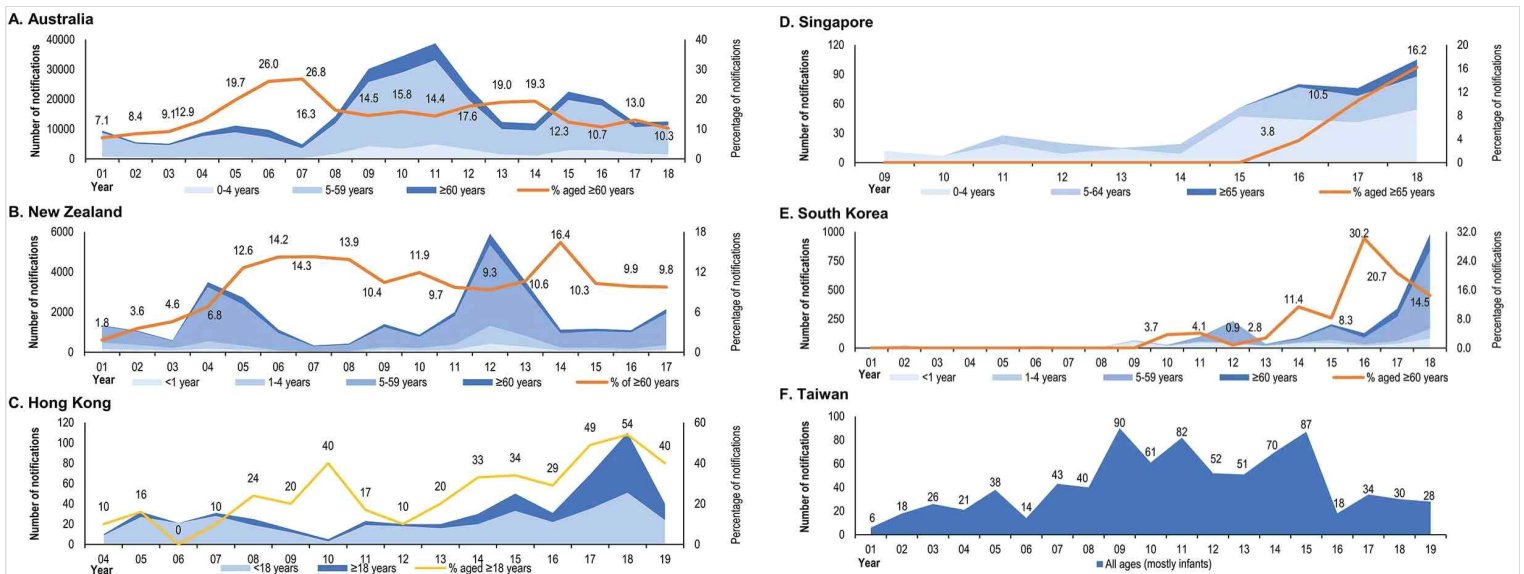 A. Australia
Number of notifications
40000
30000
20000
10000
0
40
30
20
10
0
Percentage of notifications
7.1 8.4 9.1 12.9 19.7 26.0 26.8 16.3 14.5 15.8 14.4 17.6 19.0 19.3 12.3 10.7 13.0 10.3
01 02 03 04 05 06 07 08 09 10 11 12 13 14 15 16 17 18
Year
0-4 years 5-59 years ≥60 years % aged ≥60 years
B. New Zealand
Number of notifications
6000
4000
2000
0
18
12
6
0
Percentage of notifications
1.8 3.6 4.6 6.8 12.6 14.2 14.3 13.9 10.4 11.9 9.7 9.3 10.6 16.4 10.3 9.9 9.8
01 02 03 04 05 06 07 08 09 10 11 12 13 14 15 16 17
Year
<1 year 1-4 years 5-59 years ≥60 years % of ≥60 years
C. Hong Kong
Number of notifications
120
100
80
60
40
20
0
60
40
20
0
Percentage of notifications
10 16 0 10 24 20 40 17 10 20 33 34 29 49 54 40
04 05 06 07 08 09 10 11 12 13 14 15 16 17 18 19
Year
<18 years ≥18 years % aged ≥18 years
D. Singapore
Number of notifications
120
90
60
30
0
20
16
12
8
4
0
Percentage of notifications
3.8 10.5 16.2
09 10 11 12 13 14 15 16 17 18
Year
0-4 years 5-64 years ≥65 years % aged ≥65 years
E. South Korea
Number of notifications
1000
750
500
250
0
32.0
24.0
16.0
8.0
0.0
Percentage of notifications
3.7 4.1 0.9 2.8 11.4 8.3 30.2 20.7 14.5
01 02 03 04 05 06 07 08 09 10 11 12 13 14 15 16 17 18
Year
<1 year 1-4 years 5-59 years ≥60 years % aged ≥60 years
F. Taiwan
Number of notifications
100
80
60
40
20
0
6 18 26 21 38 14 43 40 90 61 82 52 51 70 87 18 34 30 28
01 02 03 04 05 06 07 08 09 10 11 12 13 14 15 16 17 18 19
Year
All ages (mostly infants)